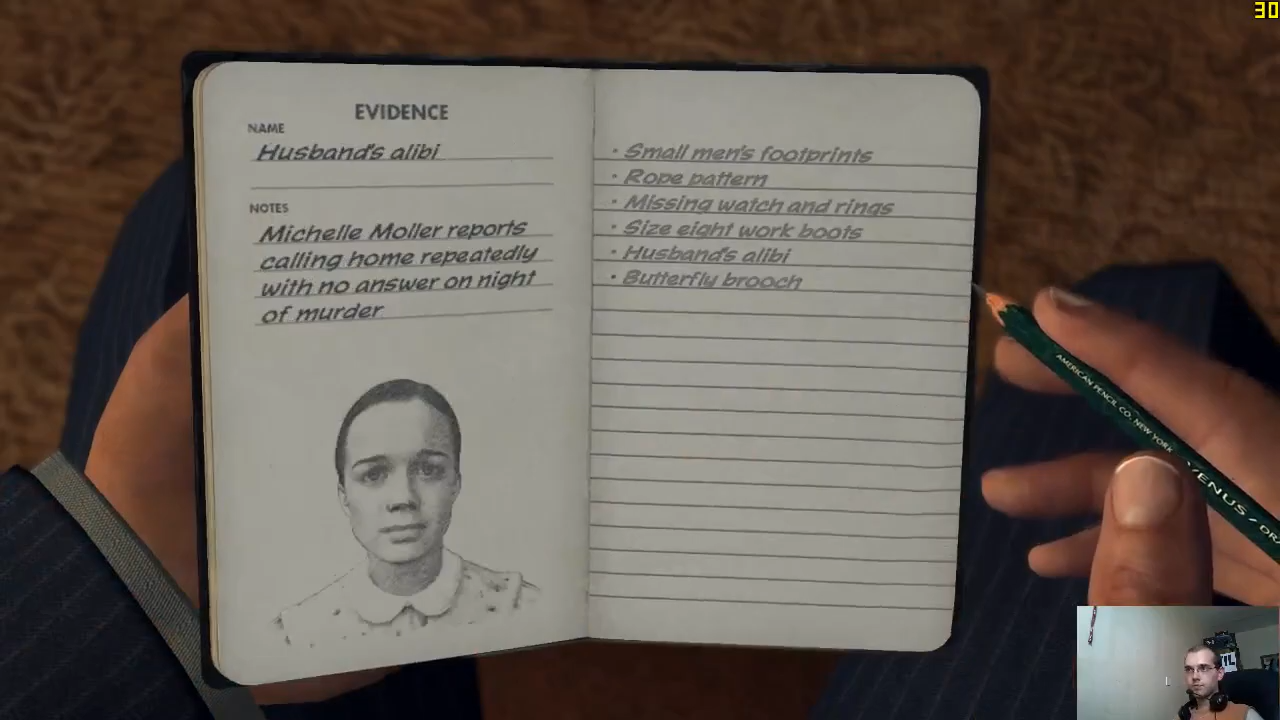 30
EVIDENCE
NAME
Husband's alibi
NOTES
Michelle Moller reports
calling home repeatedly
with no answer on night
of murder
• Small men's footprints
• Rope pattern
• Missing watch and rings
• Size eight work boots
• Husband's alibi
• Butterfly brooch
AMERICAN PENCIL CO. NEW YORK
VENUS / DRA